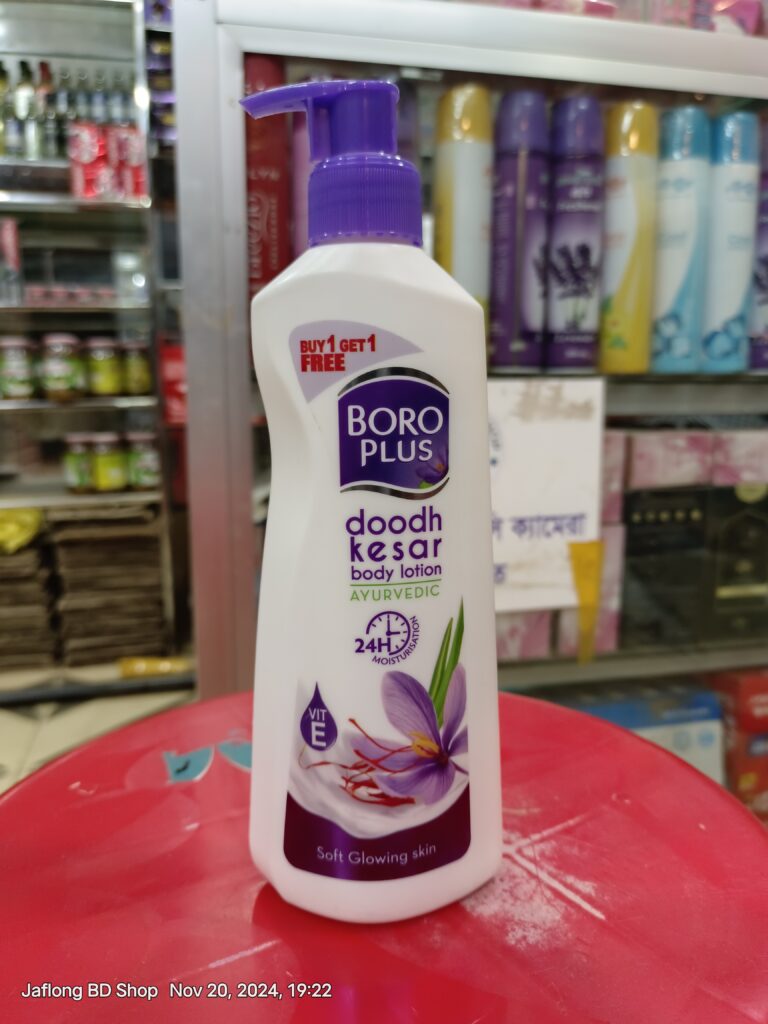 BUY 1 GET 1
FREE
BORO
PLUS
doodh
kesar
body lotion
AYURVEDIC
24H
MOISTURISATION
VIT
E
Soft Glowing skin
ক্যামেরা
Jaflong BD Shop Nov 20, 2024, 19:22